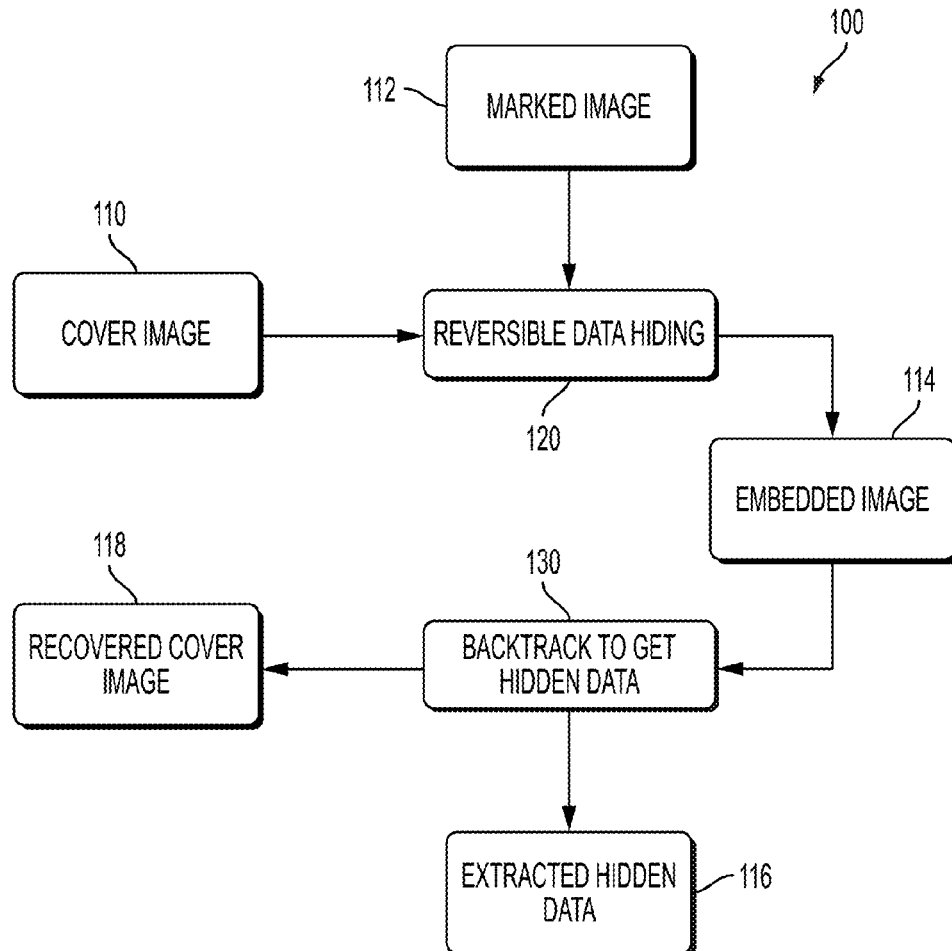 100
112
MARKED IMAGE
110
COVER IMAGE
REVERSIBLE DATA HIDING
120
114
EMBEDDED IMAGE
118
RECOVERED COVER
IMAGE
130
BACKTRACK TO GET
HIDDEN DATA
EXTRACTED HIDDEN
DATA
116